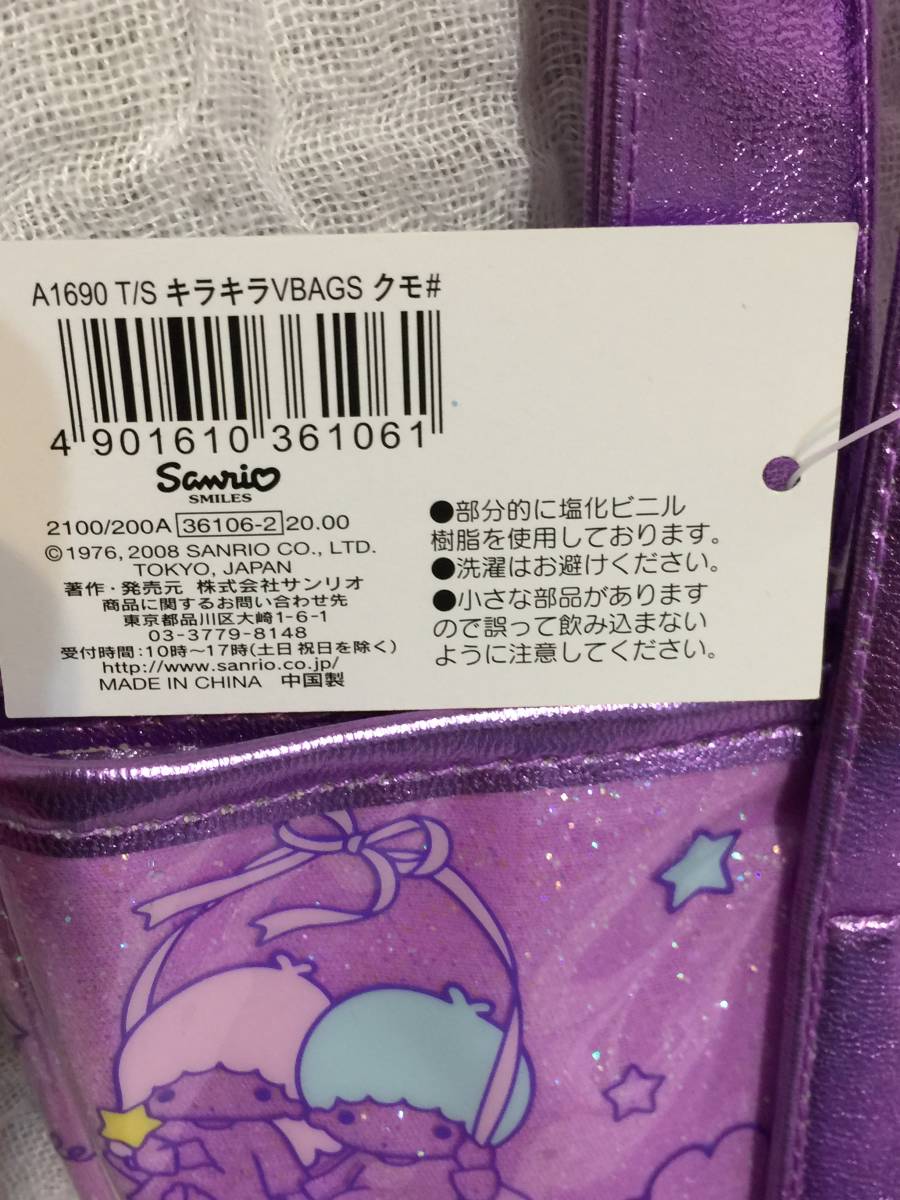 A1690 T/S キラキラVBAGS クモ#
4 901610 361061
Sanrio
SMILES
2100/200A 36106-2 20.00
©1976, 2008 SANRIO CO., LTD.
TOKYO, JAPAN
著作・発売元 株式会社サンリオ
商品に関するお問い合わせ先
東京都品川区大崎1-6-1
03-3779-8148
受付時間:10時〜17時(土日祝日を除く)
http://www.sanrio.co.jp/
MADE IN CHINA 中国製
●部分的に塩化ビニル
樹脂を使用しております。
●洗濯はお避けください。
●小さな部品があります
ので誤って飲み込まない
ように注意してください。